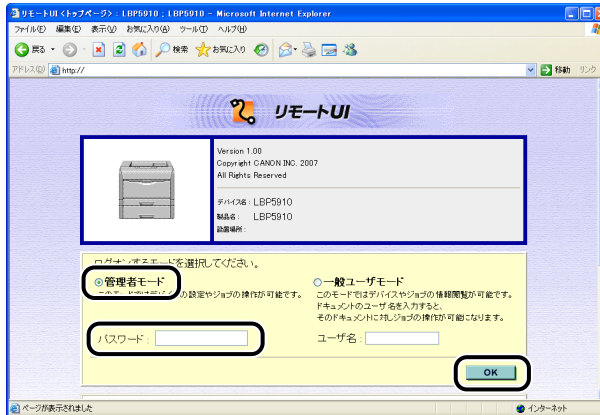 リモートUI <トップページ> : LBP5910 ; LBP5910 - Microsoft Internet Explorer
ファイル(F) 編集(E) 表示(V) お気に入り(A) ツール(T) ヘルプ(H)
戻る 検索 お気に入り
アドレス(D) http:// 移動 リンク
リモートUI
Version 1.00
Copyright CANON INC. 2007
All Rights Reserved
デバイス名 : LBP5910
製品名 : LBP5910
設置場所 :
ログオンするモードを選択してください。
管理者モード
このモードではデバイスの設定やジョブの操作が可能です。
一般ユーザモード
このモードではデバイスやジョブの情報閲覧が可能です。
ドキュメントのユーザ名を入力すると、
そのドキュメントに対しジョブの操作が可能になります。
パスワード :
ユーザ名 :
OK
ページが表示されました
インターネット